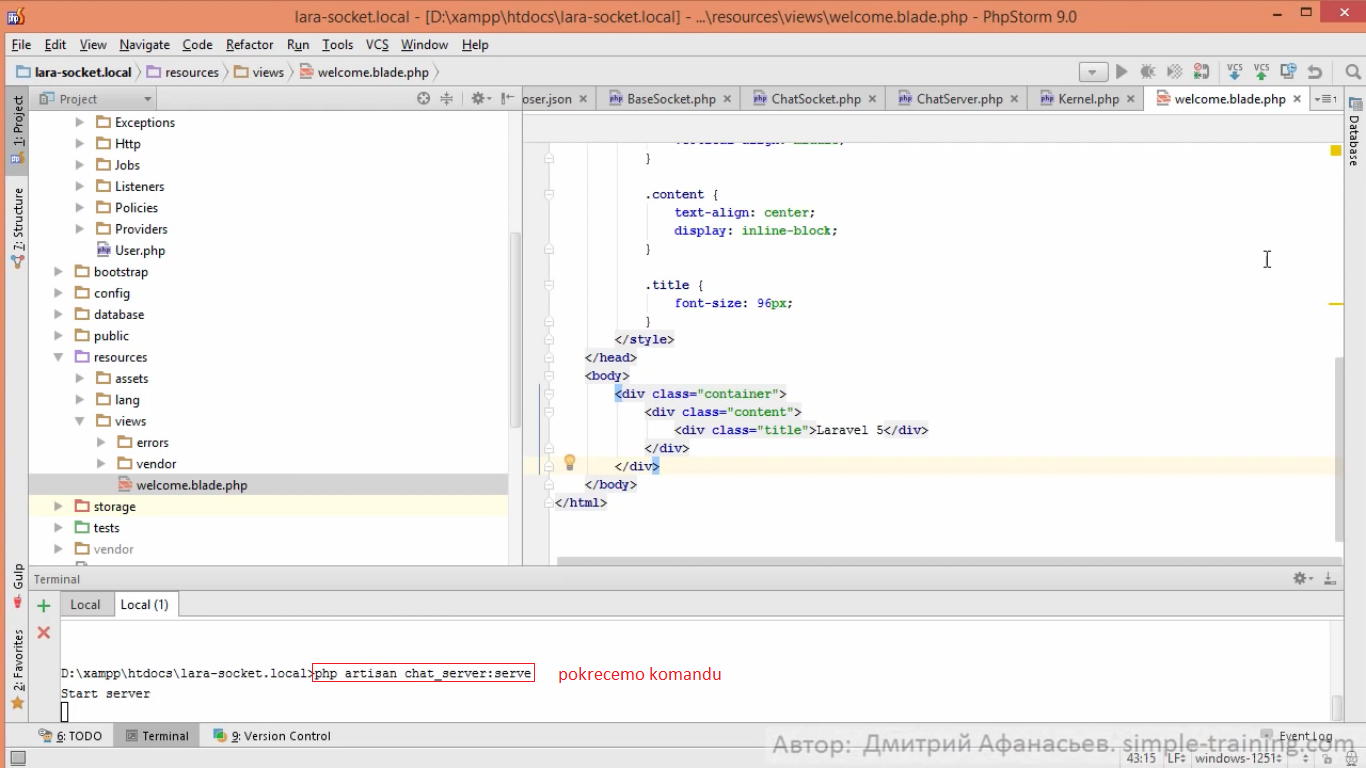 lara-socket.local - [D:\xampp\htdocs\lara-socket.local] - ...\resources\views\welcome.blade.php - PhpStorm 9.0
File Edit View Navigate Code Refactor Run Tools VCS Window Help
lara-socket.local resources views welcome.blade.php
VCS VCS
1: Project
Z: Structure
Gulp
2: Favorites
Project
Exceptions
Http
Jobs
Listeners
Policies
Providers
User.php
bootstrap
config
database
public
resources
assets
lang
views
errors
vendor
welcome.blade.php
storage
tests
vendor
oser.json BaseSocket.php ChatSocket.php ChatServer.php Kernel.php welcome.blade.php
Database
}
.content {
text-align: center;
display: inline-block;
}
.title {
font-size: 96px;
}
</style>
</head>
<body>
<div class="container">
<div class="content">
<div class="title">Laravel 5</div>
</div>
</div>
</body>
</html>
Terminal
Local Local (1)
D:\xampp\htdocs\lara-socket.local>php artisan chat_server:serve pokrecemo komandu
Start server
6: TODO Terminal 9: Version Control Event Log
Автор: Дмитрий Афанасьев. simple-training.com
43:15 LF windows-1251